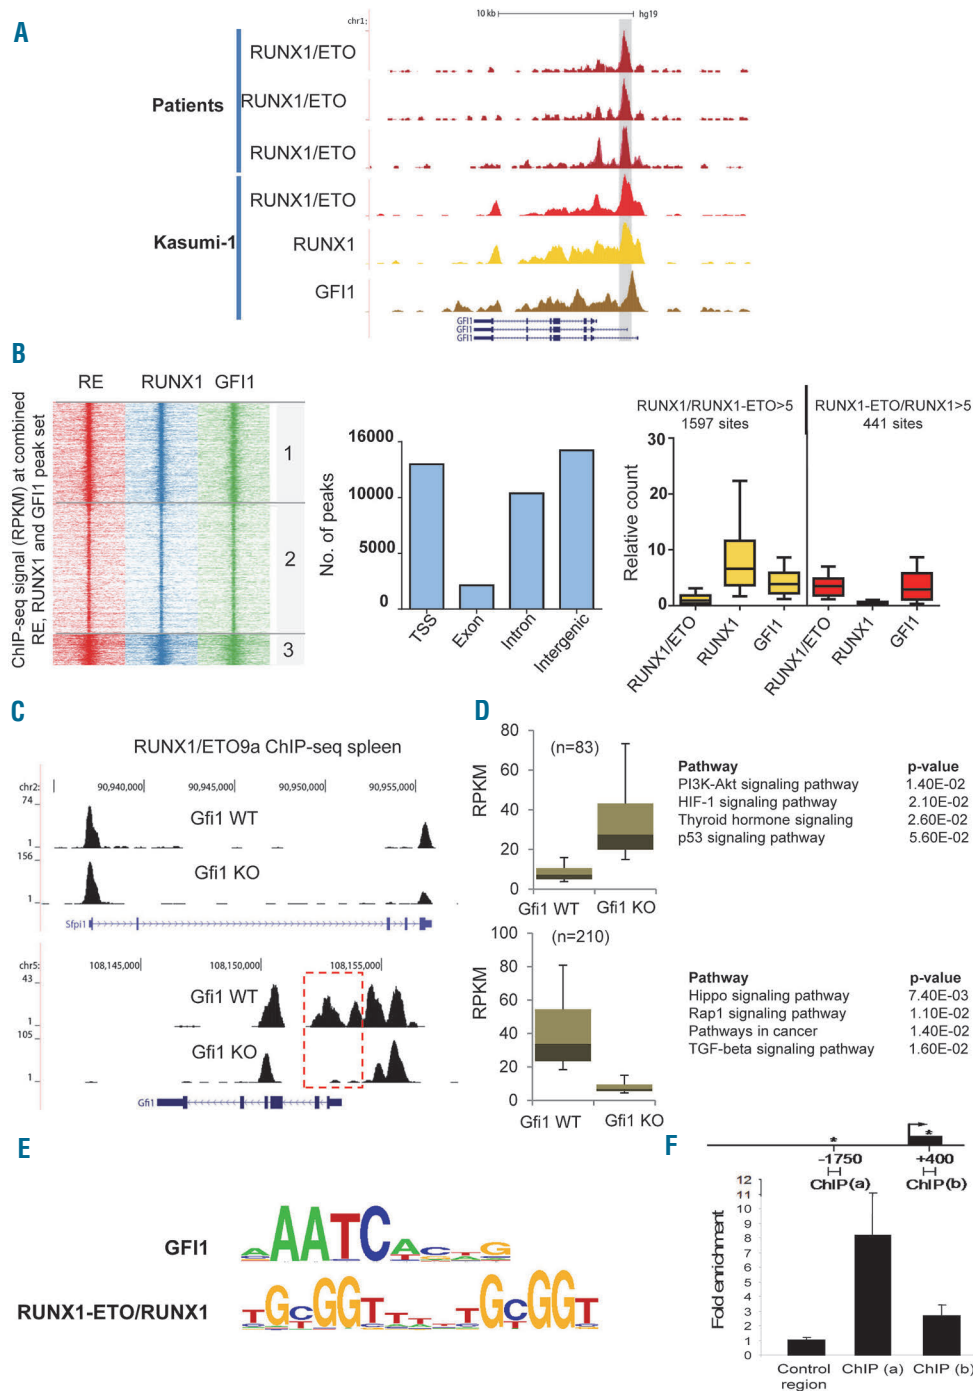 A
10 kb
hg19
chr1:
RUNX1/ETO
Patients
RUNX1/ETO
RUNX1/ETO
RUNX1/ETO
Kasumi-1
RUNX1
GFI1
GFI1
GFI1
GFI1
B
RE RUNX1 GFI1
ChIP-seq signal (RPKM) at combined
RE, RUNX1 and GFI1 peak set
1
2
3
No. of peaks
16000
10000
5000
0
TSS
Exon
Intron
Intergenic
RUNX1/RUNX1-ETO>5
1597 sites
RUNX1-ETO/RUNX1>5
441 sites
Relative count
30
20
10
0
RUNX1/ETO
RUNX1
GFI1
RUNX1/ETO
RUNX1
GFI1
C
RUNX1/ETO9a ChIP-seq spleen
chr2:
90,940,000
90,945,000
90,950,000
90,955,000
74
Gfi1 WT
1
156
Gfi1 KO
1
Sfpi1
chr5:
108,145,000
108,150,000
108,155,000
43
Gfi1 WT
1
105
Gfi1 KO
1
Gfi1
D
RPKM
80
60
40
20
0
(n=83)
Gfi1 WT
Gfi1 KO
Pathway p-value
PI3K-Akt signaling pathway 1.40E-02
HIF-1 signaling pathway 2.10E-02
Thyroid hormone signaling 2.60E-02
p53 signaling pathway 5.60E-02
RPKM
100
80
60
40
20
0
(n=210)
Gfi1 WT
Gfi1 KO
Pathway p-value
Hippo signaling pathway 7.40E-03
Rap1 signaling pathway 1.10E-02
Pathways in cancer 1.40E-02
TGF-beta signaling pathway 1.60E-02
E
GFI1
AATCACTG
RUNX1-ETO/RUNX1
TGCGGTTTTTGCGGT
F
* *
-1750 +400
ChIP(a) ChIP(b)
Fold enrichment
12
11
10
9
8
7
6
5
4
3
2
1
0
Control
region
ChIP (a)
ChIP (b)